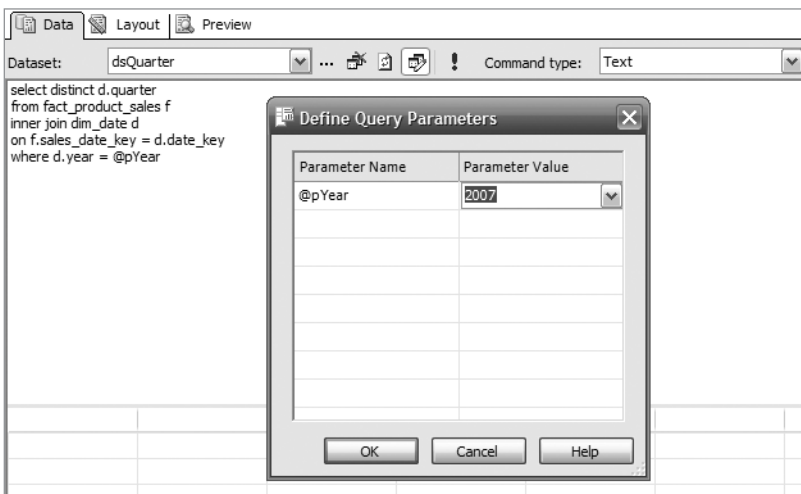 Data Layout Preview
Dataset: dsQuarter ... ! Command type: Text
select distinct d.quarter
from fact_product_sales f
inner join dim_date d
on f.sales_date_key = d.date_key
where d.year = @pYear
Define Query Parameters
Parameter Name Parameter Value
@pYear 2007
OK Cancel Help